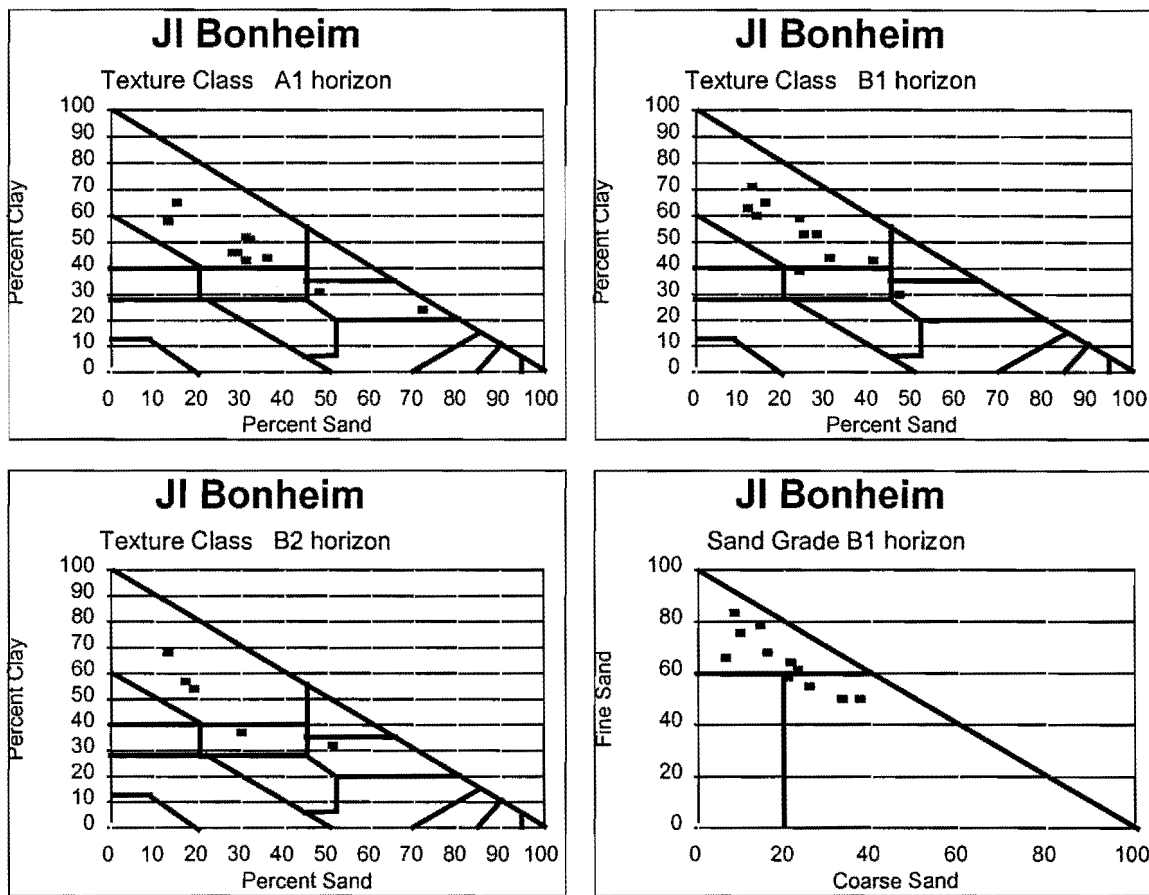 JI Bonheim
Texture Class A1 horizon
100
90
80
70
60
50
40
30
20
10
0
Percent Clay
0 10 20 30 40 50 60 70 80 90 100
Percent Sand
JI Bonheim
Texture Class B1 horizon
100
90
80
70
60
50
40
30
20
10
0
Percent Clay
0 10 20 30 40 50 60 70 80 90 100
Percent Sand
JI Bonheim
Texture Class B2 horizon
100
90
80
70
60
50
40
30
20
10
0
Percent Clay
0 10 20 30 40 50 60 70 80 90 100
Percent Sand
JI Bonheim
Sand Grade B1 horizon
100
80
60
40
20
0
Fine Sand
0 20 40 60 80 100
Coarse Sand